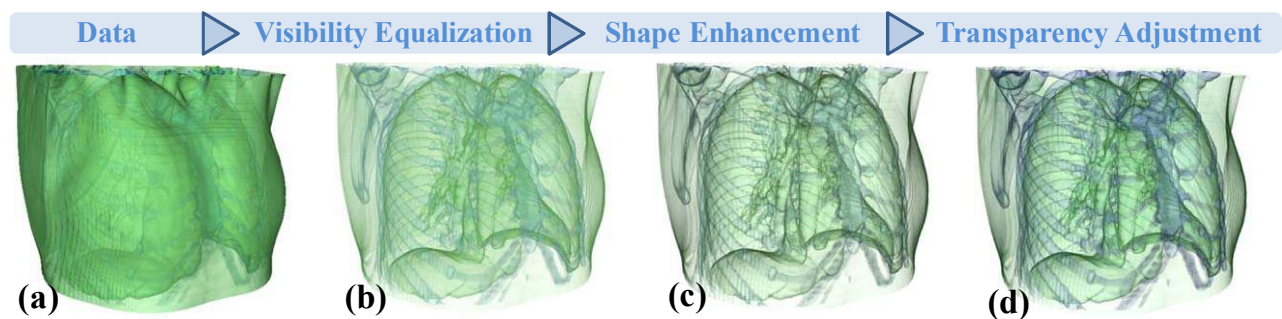 Data Visibility Equalization Shape Enhancement Transparency Adjustment
(a) (b) (c) (d)